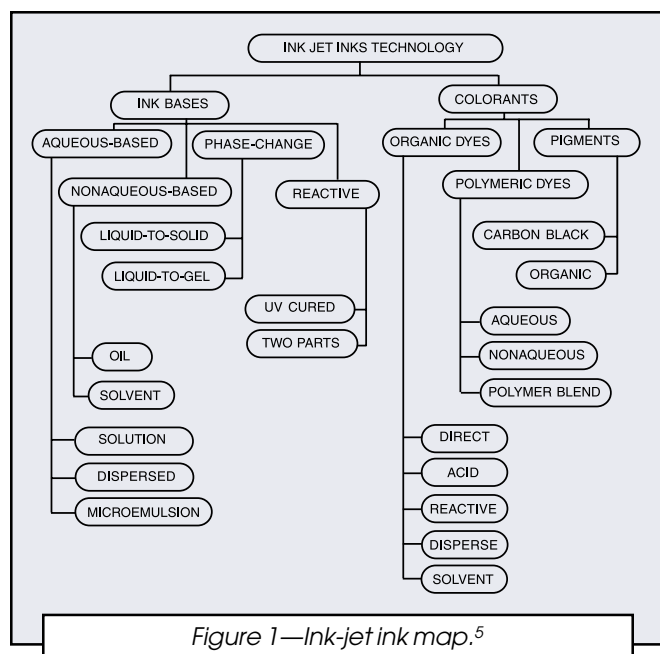 INK JET INKS TECHNOLOGY
INK BASES
COLORANTS
AQUEOUS-BASED
PHASE-CHANGE
ORGANIC DYES
PIGMENTS
NONAQUEOUS-BASED
REACTIVE
POLYMERIC DYES
LIQUID-TO-SOLID
CARBON BLACK
LIQUID-TO-GEL
ORGANIC
UV CURED
AQUEOUS
TWO PARTS
OIL
NONAQUEOUS
SOLVENT
POLYMER BLEND
SOLUTION
DIRECT
DISPERSED
ACID
MICROEMULSION
REACTIVE
DISPERSE
SOLVENT
Figure 1—Ink-jet ink map.⁵